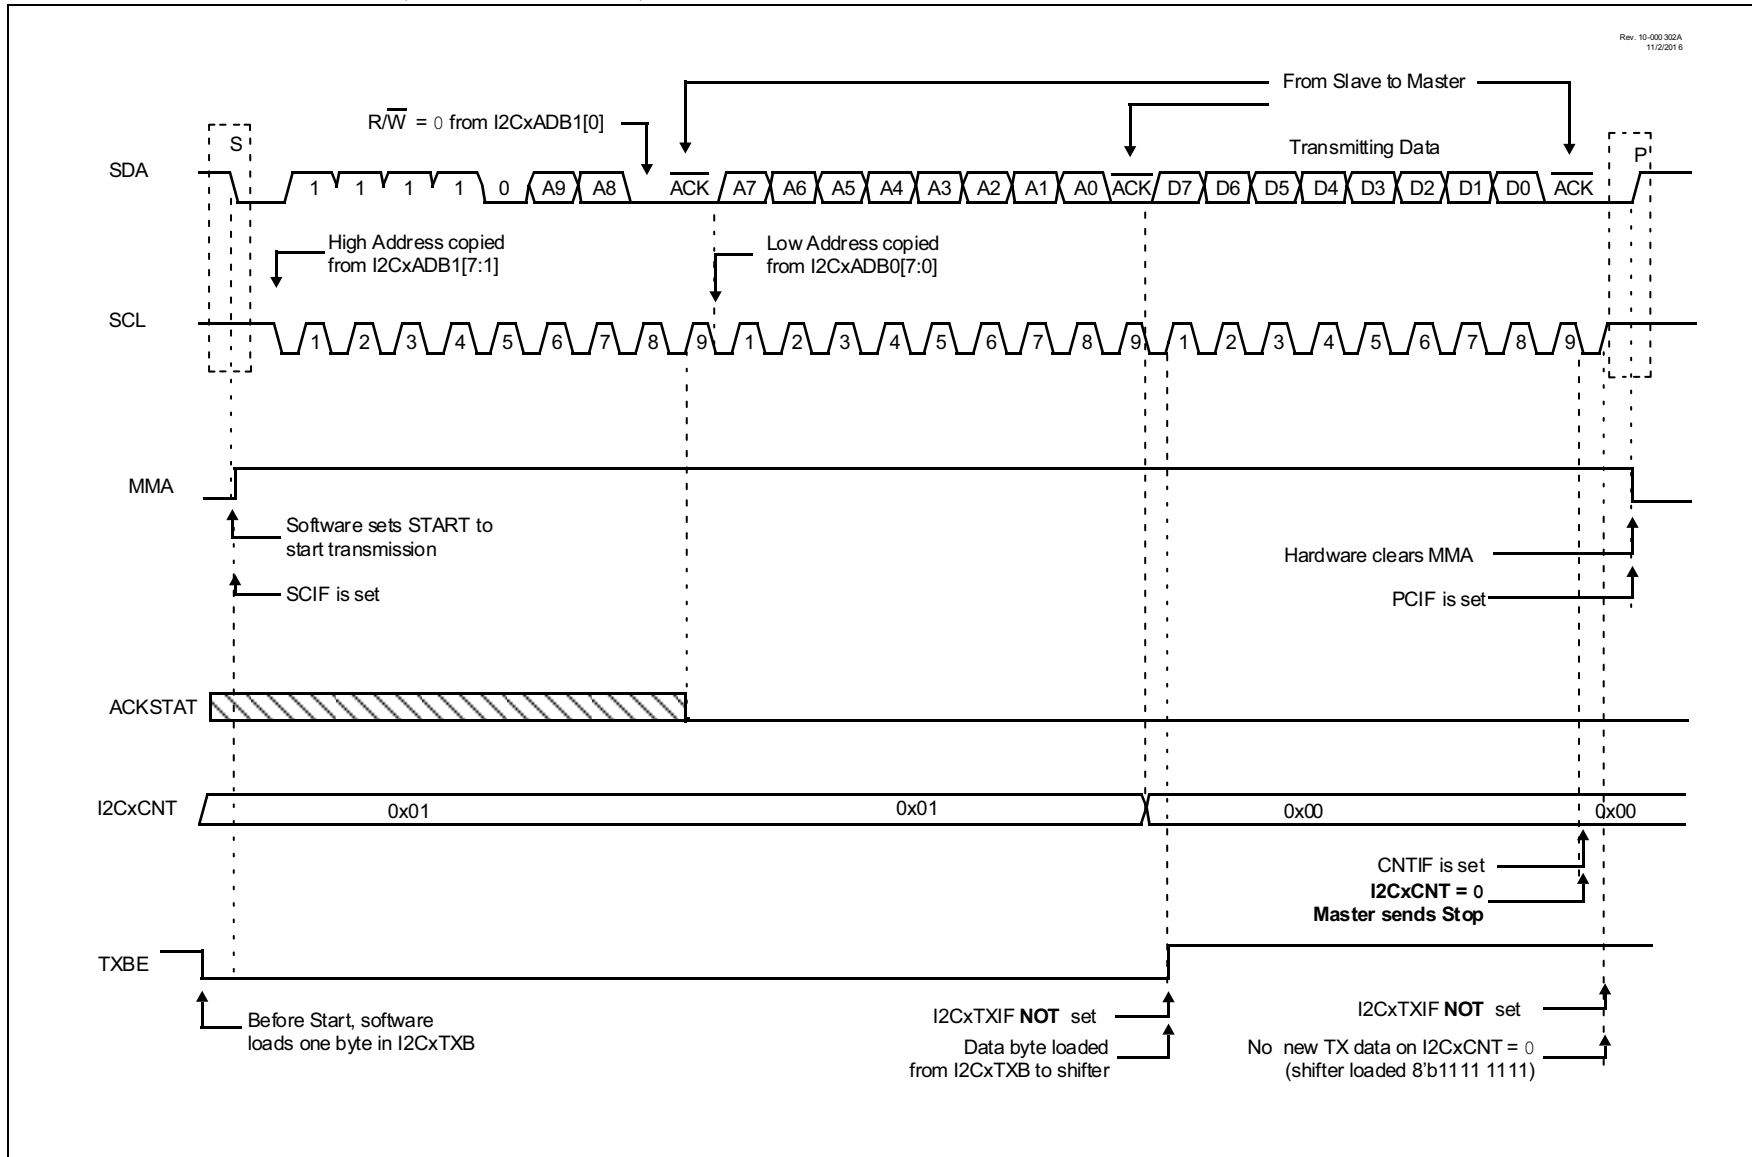 Rev. 10-000302A
11/2/2016
From Slave to Master
R/W = 0 from I2CxADB1[0]
Transmitting Data
S
P
SDA
1 1 1 1 0 A9 A8 ACK A7 A6 A5 A4 A3 A2 A1 A0 ACK D7 D6 D5 D4 D3 D2 D1 D0 ACK
High Address copied
from I2CxADB1[7:1]
Low Address copied
from I2CxADB0[7:0]
SCL
1 2 3 4 5 6 7 8 9 1 2 3 4 5 6 7 8 9 1 2 3 4 5 6 7 8 9
MMA
Software sets START to
start transmission
SCIF is set
Hardware clears MMA
PCIF is set
ACKSTAT
I2CxCNT
0x01 0x01 0x00 0x00
CNTIF is set
I2CxCNT = 0
Master sends Stop
TXBE
Before Start, software
loads one byte in I2CxTXB
I2CxTXIF NOT set
Data byte loaded
from I2CxTXB to shifter
I2CxTXIF NOT set
No new TX data on I2CxCNT = 0
(shifter loaded 8'b1111 1111)